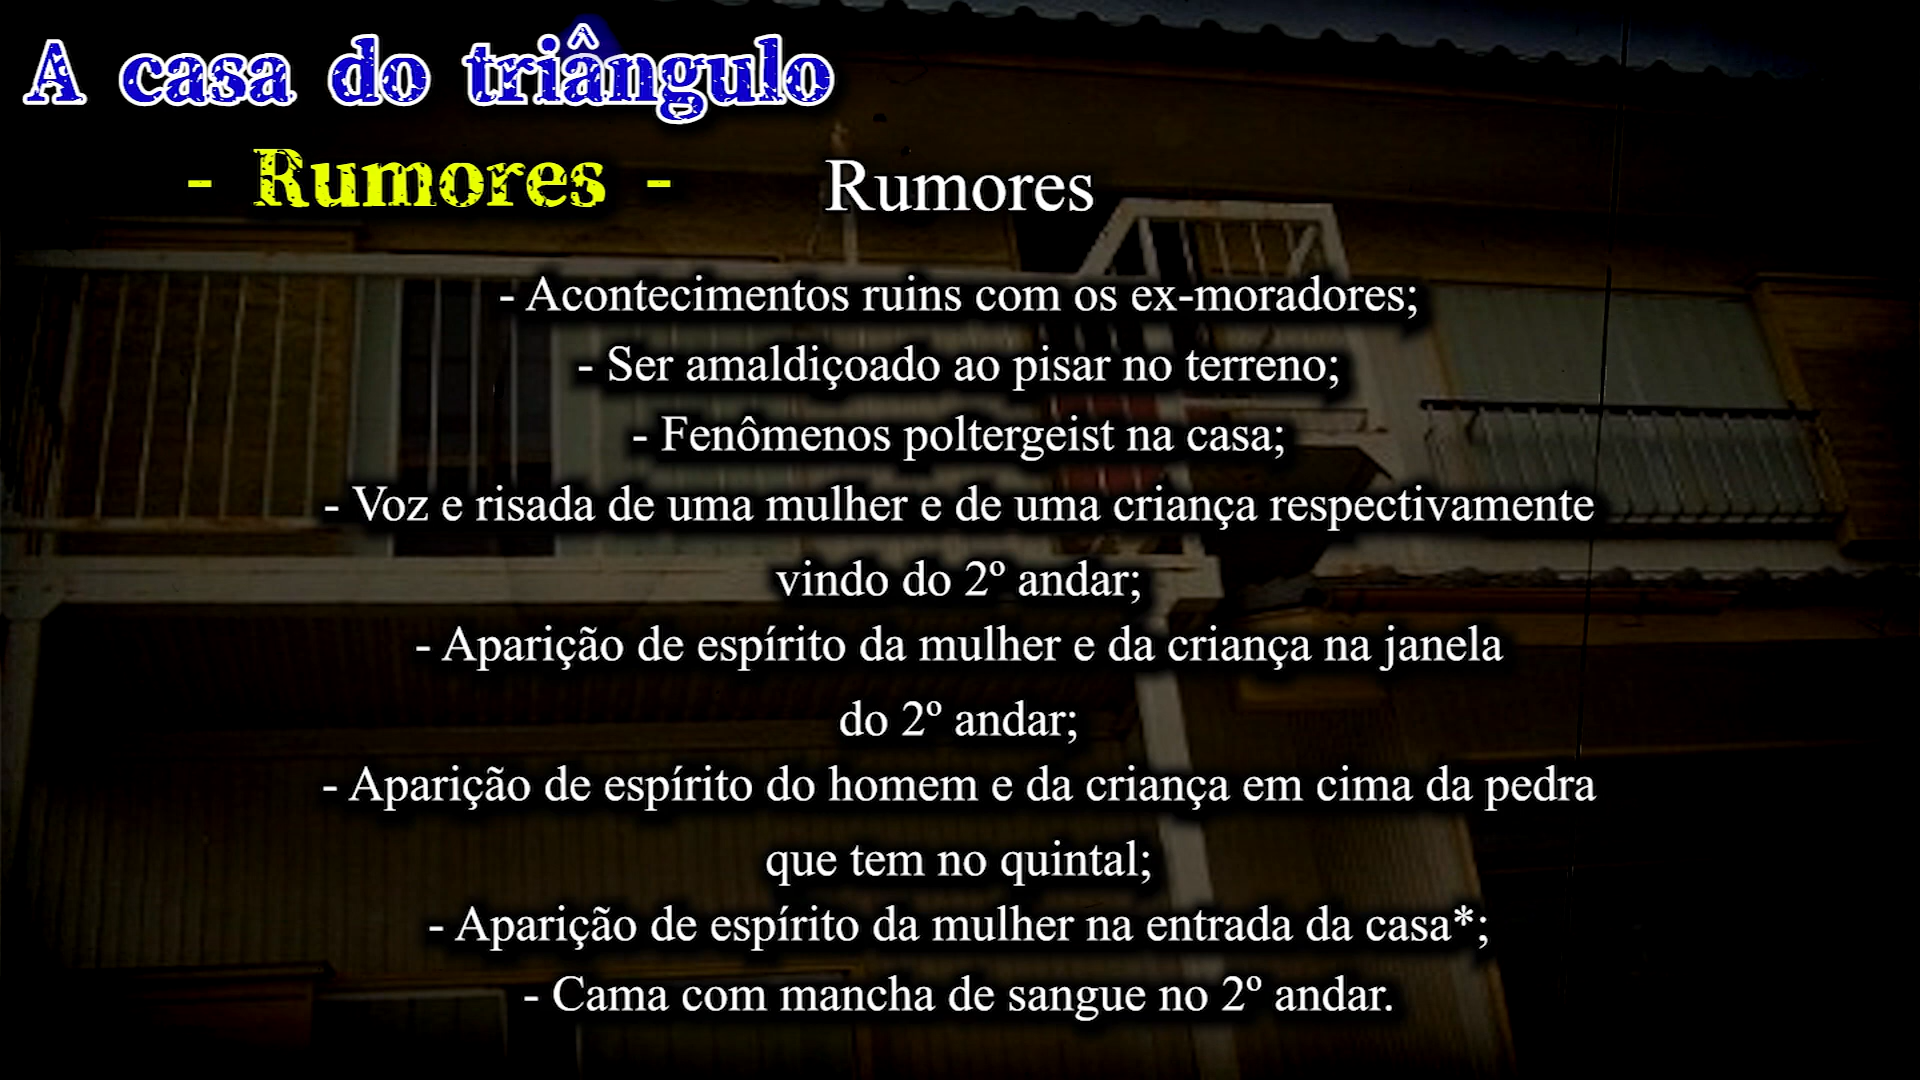 A casa do triângulo
- Rumores -
Rumores
- Acontecimentos ruins com os ex-moradores;
- Ser amaldiçoado ao pisar no terreno;
- Fenômenos poltergeist na casa;
- Voz e risada de uma mulher e de uma criança respectivamente
vindo do 2º andar;
- Aparição de espírito da mulher e da criança na janela
do 2º andar;
- Aparição de espírito do homem e da criança em cima da pedra
que tem no quintal;
- Aparição de espírito da mulher na entrada da casa*;
- Cama com mancha de sangue no 2º andar.